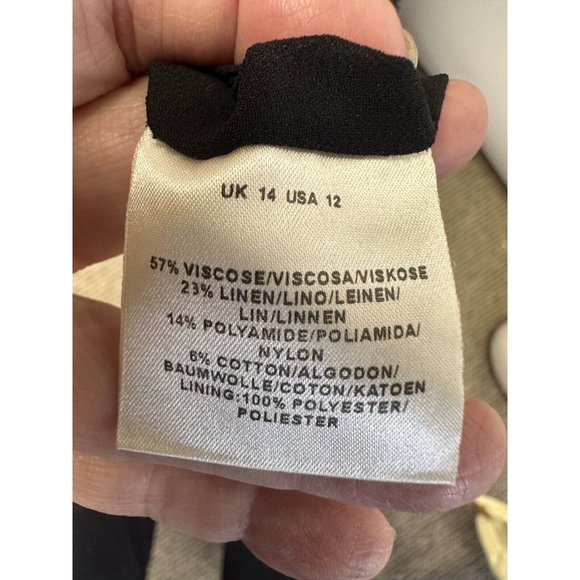 UK 14 USA 12
57% VISCOSE/VISCOSA/VISKOSE
23% LINEN/LINO/LEINEN/
LIN/LINNEN
14% POLYAMIDE/POLIAMIDA/
NYLON
6% COTTON/ALGODON/
BAUMWOLLE/COTON/KATOEN
LINING:100% POLYESTER/
POLIESTER